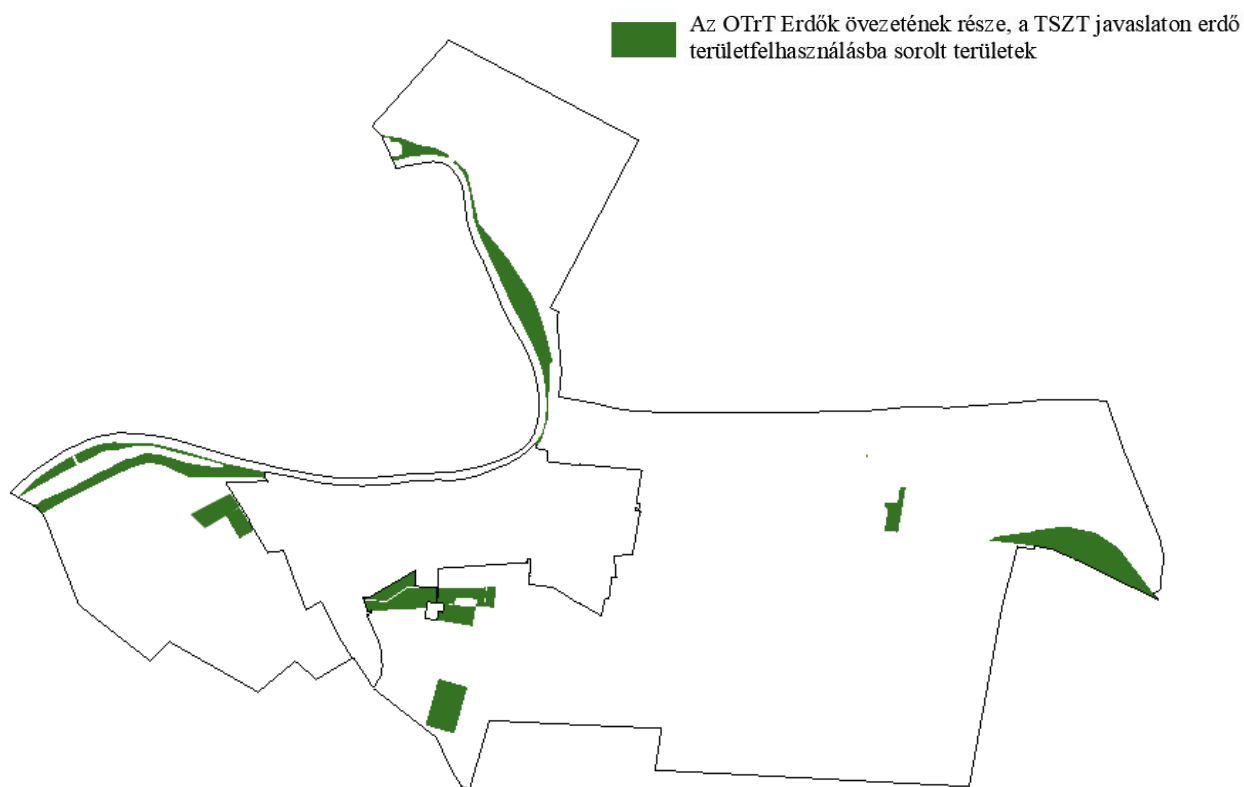 Az OTrT Erdők övezetének része, a TSZT javaslaton erdő
területfelhasználásba sorolt területek